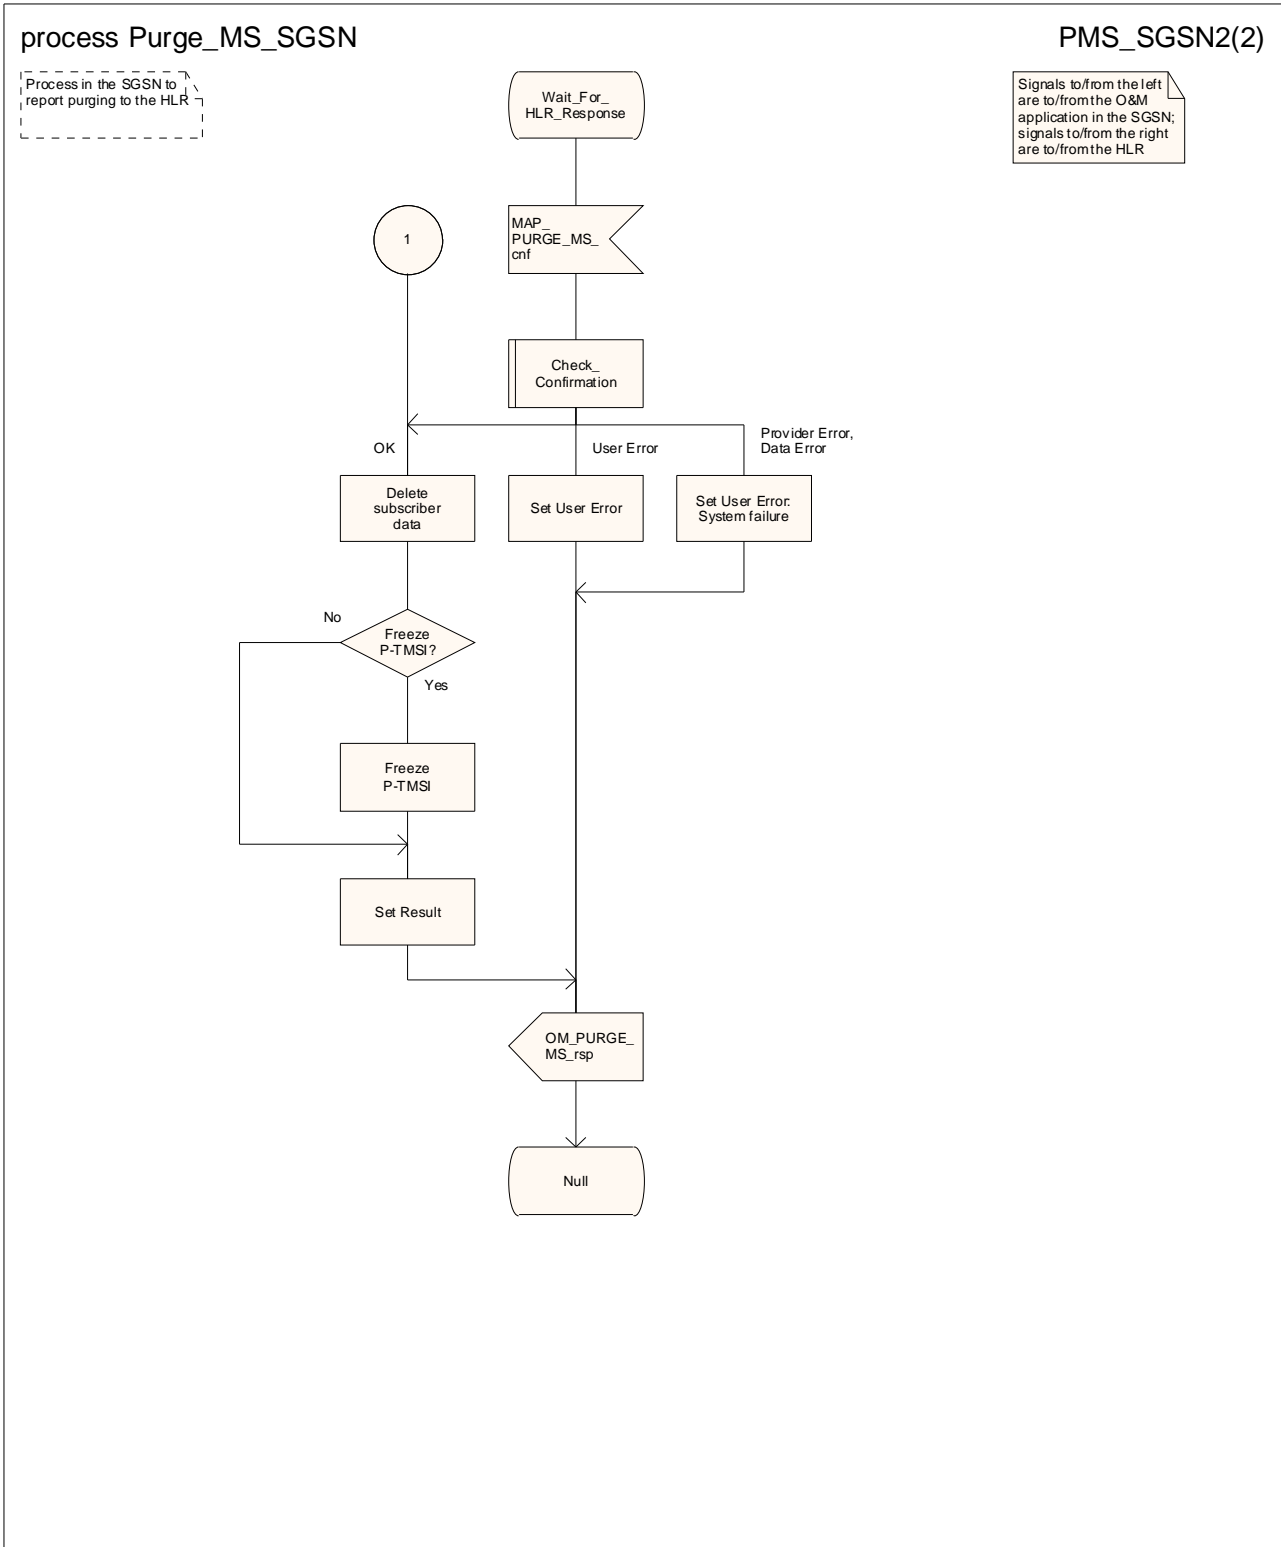 process Purge_MS_SGSN
PMS_SGSN2(2)
Process in the SGSN to
report purging to the HLR
Wait_For_
HLR_Response
Signals to/from the left
are to/from the O&M
application in the SGSN;
signals to/from the right
are to/from the HLR
1
MAP_
PURGE_MS_
cnf
Check_
Confirmation
OK
User Error
Provider Error,
Data Error
Delete
subscriber
data
Set User Error
Set User Error:
System failure
No
Freeze
P-TMSI?
Yes
Freeze
P-TMSI
Set Result
OM_PURGE_
MS_rsp
Null